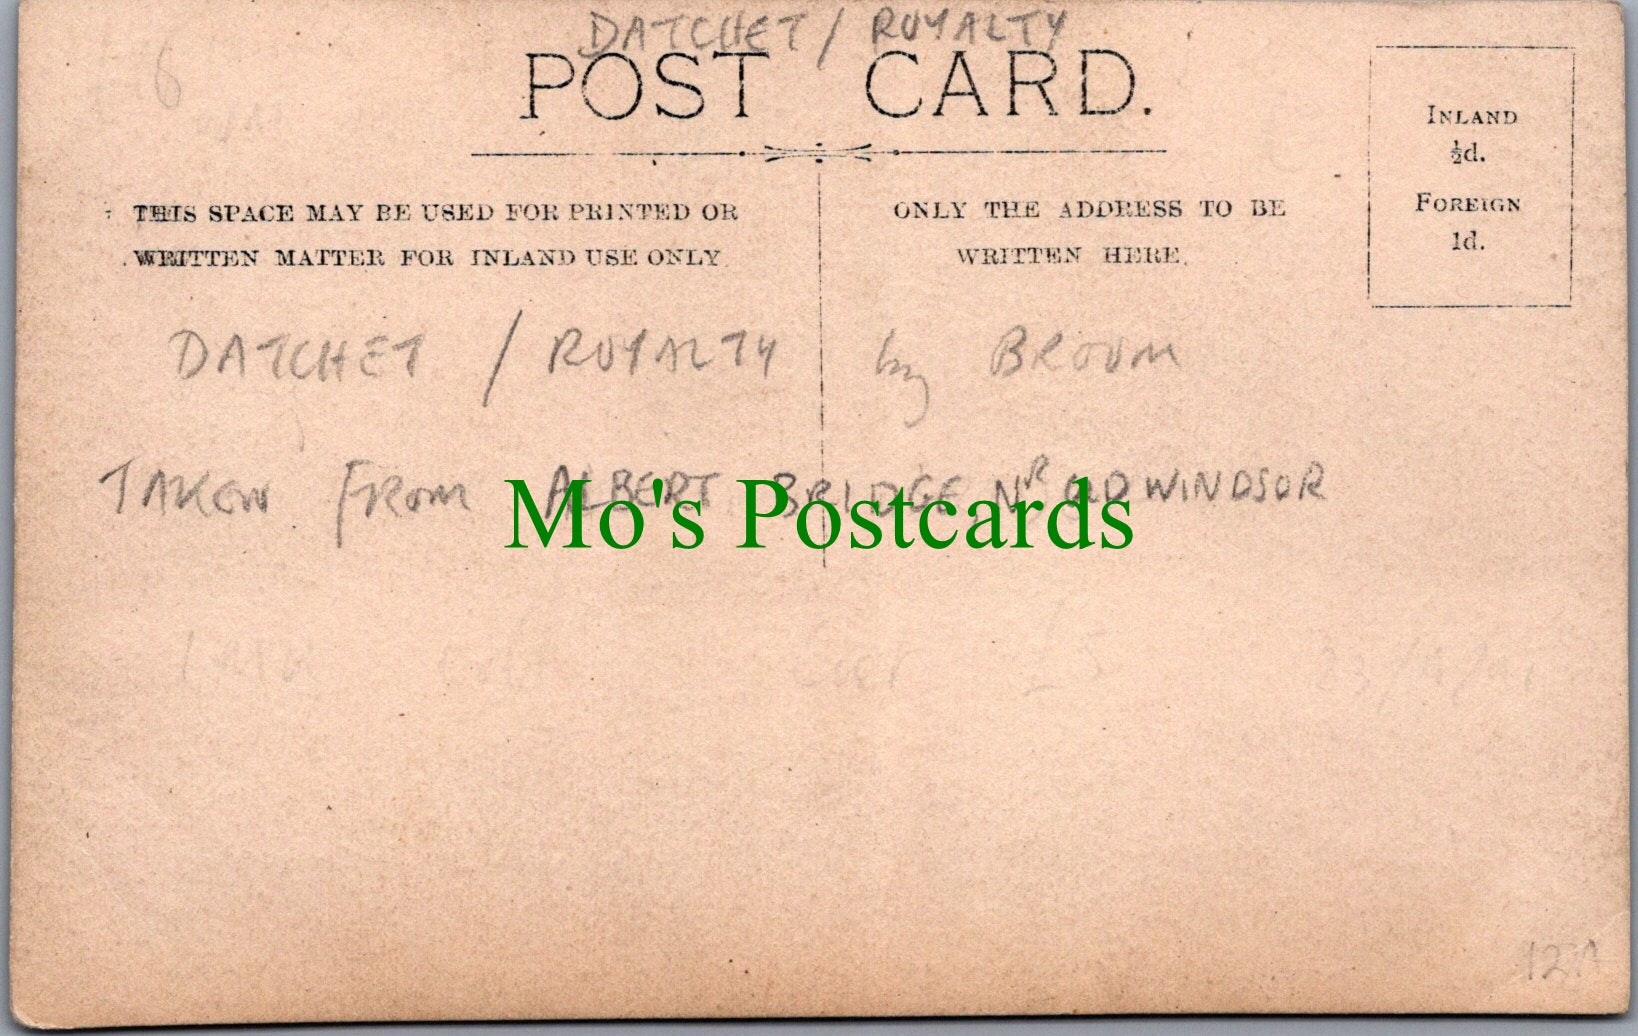 DATCHET / ROYALTY
POST CARD.
INLAND
½d.
FOREIGN
1d.
THIS SPACE MAY BE USED FOR PRINTED OR
WRITTEN MATTER FOR INLAND USE ONLY.
ONLY THE ADDRESS TO BE
WRITTEN HERE.
DATCHET / ROYALTY by BROOM
TAKEN FROM ALBERT BRIDGE, NR OLD WINDSOR
Mo's Postcards